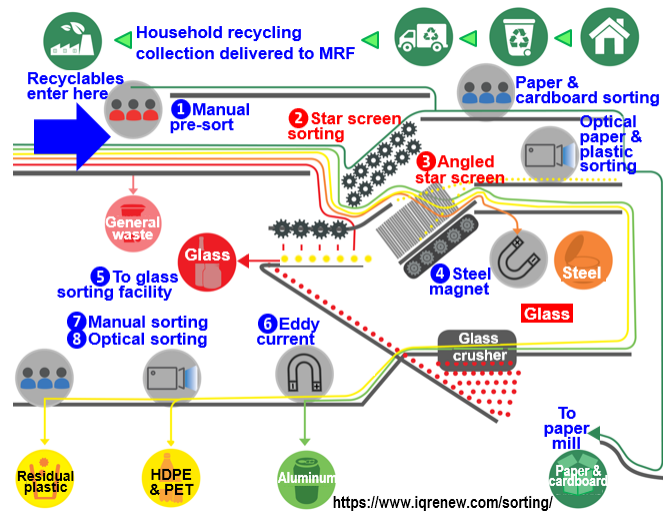 Household recycling
collection delivered to MRF
Recyclables
enter here
1 Manual
pre-sort
2 Star screen
sorting
Paper &
cardboard sorting
Optical
paper &
plastic
sorting
3 Angled
star screen
General
waste
Glass
5 To glass
sorting facility
4 Steel
magnet
Steel
Glass
7 Manual sorting
8 Optical sorting
6 Eddy
current
Glass
crusher
To
paper
mill
Residual
plastic
HDPE
& PET
Aluminum
Paper &
cardboard
https://www.iqrenew.com/sorting/